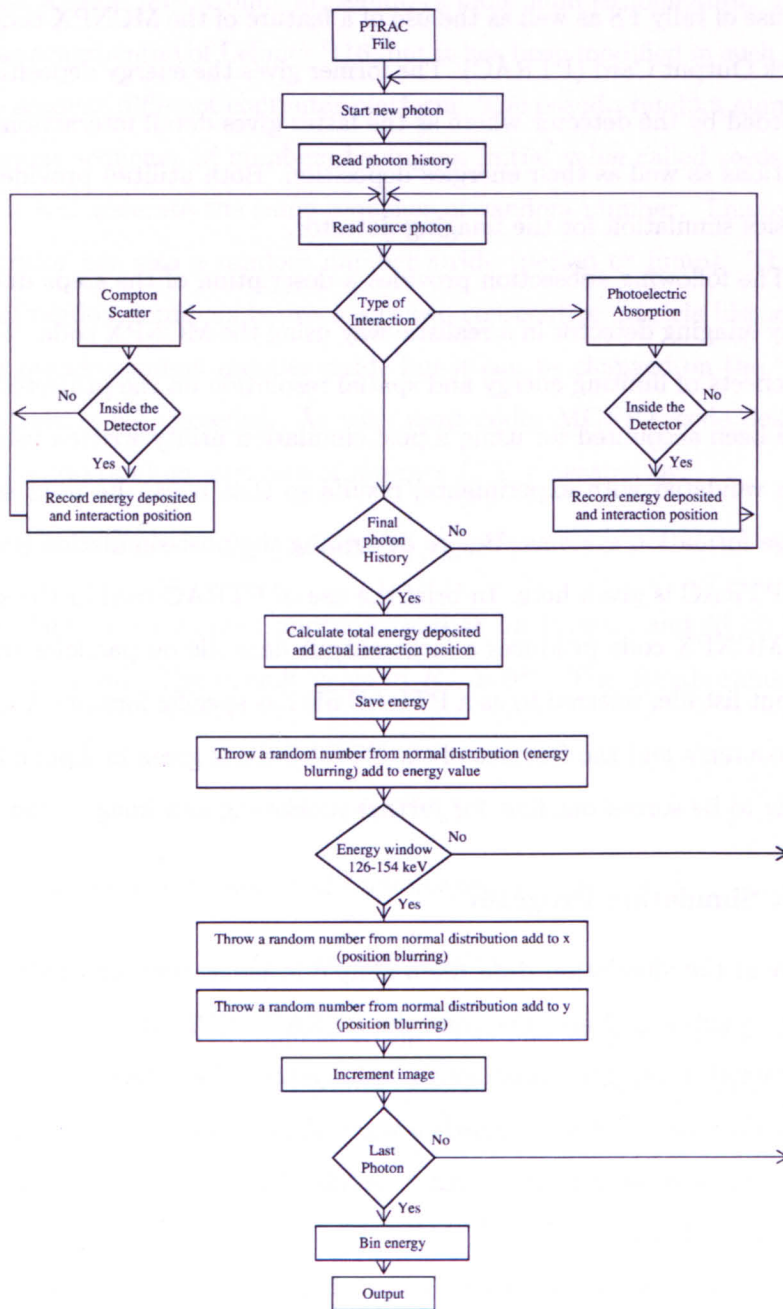 PTRAC
File
Start new photon
Read photon history
Read source photon
Compton
Scatter
Type of
Interaction
Photoelectric
Absorption
No
Inside the
Detector
Yes
Inside the
Detector
No
Yes
Record energy deposited
and interaction position
Record energy deposited
and interaction position
Final
photon
History
No
Yes
Calculate total energy deposited
and actual interaction position
Save energy
Throw a random number from normal distribution (energy
blurring) add to energy value
Energy window
126-154 keV
No
Yes
Throw a random number from normal distribution add to x
(position blurring)
Throw a random number from normal distribution add to y
(position blurring)
Increment image
Last
Photon
No
Yes
Bin energy
Output